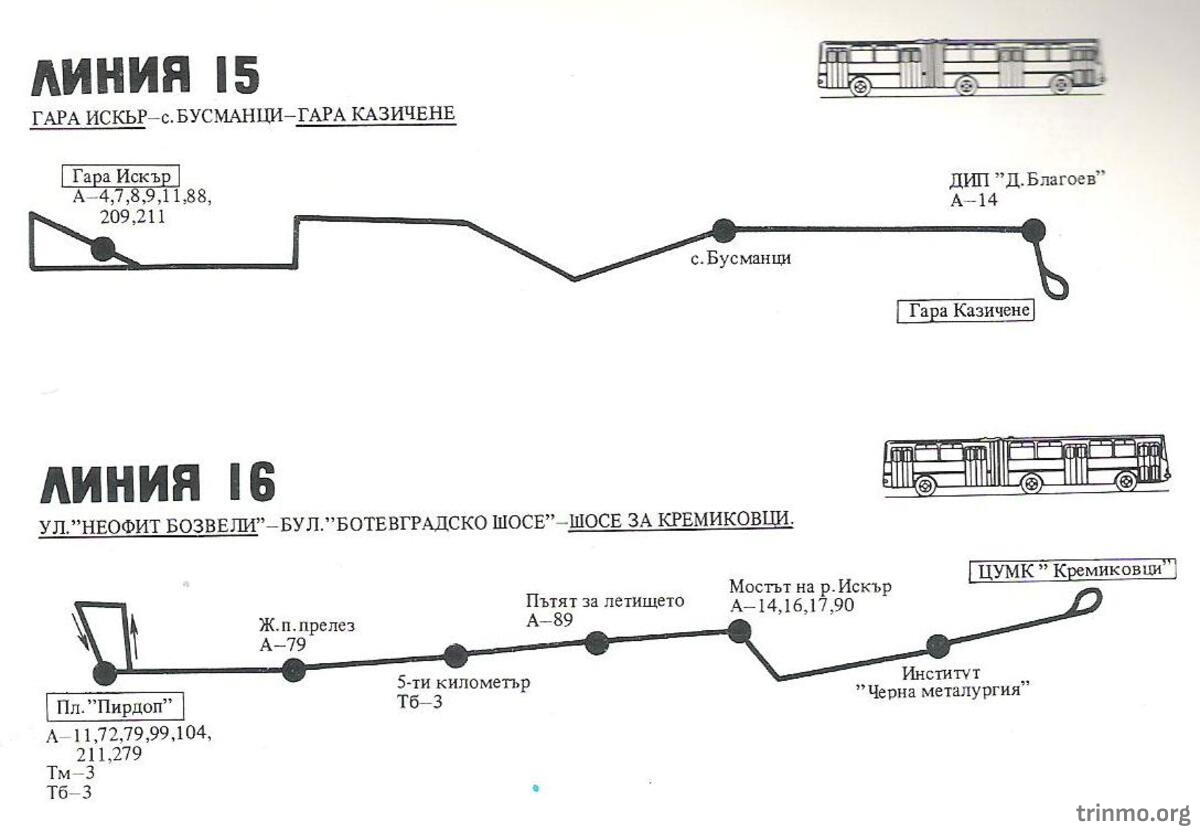 ЛИНИЯ 15
ГАРА ИСКЪР–с.БУСМАНЦИ–ГАРА КАЗИЧЕНЕ
Гара Искър
А–4,7,8,9,11,88,
209,211
с.Бусманци
ДИП "Д.Благоев"
А–14
Гара Казичене
ЛИНИЯ 16
УЛ."НЕОФИТ БОЗВЕЛИ"–БУЛ."БОТЕВГРАДСКО ШОСЕ"–ШОСЕ ЗА КРЕМИКОВЦИ.
Пл."Пирдоп"
А–11,72,79,99,104,
211,279
Тм–3
Тб–3
Ж.п.прелез
А–79
5-ти километър
Тб–3
Пътят за летището
А–89
Мостът на р.Искър
А–14,16,17,90
Институт
"Черна металургия"
ЦУМК" Кремиковци"
trinmo.org